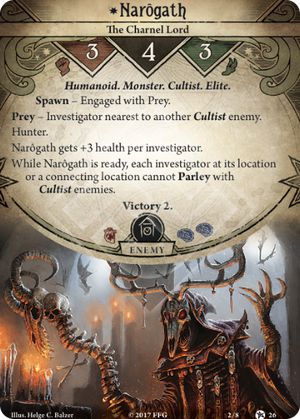 Narôgath
The Charnel Lord
3 4 3
Humanoid. Monster. Cultist. Elite.
Spawn – Engaged with Prey.
Prey – Investigator nearest to another Cultist enemy.
Hunter.
Narôgath gets +3 health per investigator.
While Narôgath is ready, each investigator at its location
or a connecting location cannot Parley with
Cultist enemies.
Victory 2.
ENEMY
Illus. Helge C. Balzer
© 2017 FFG
2/8
26